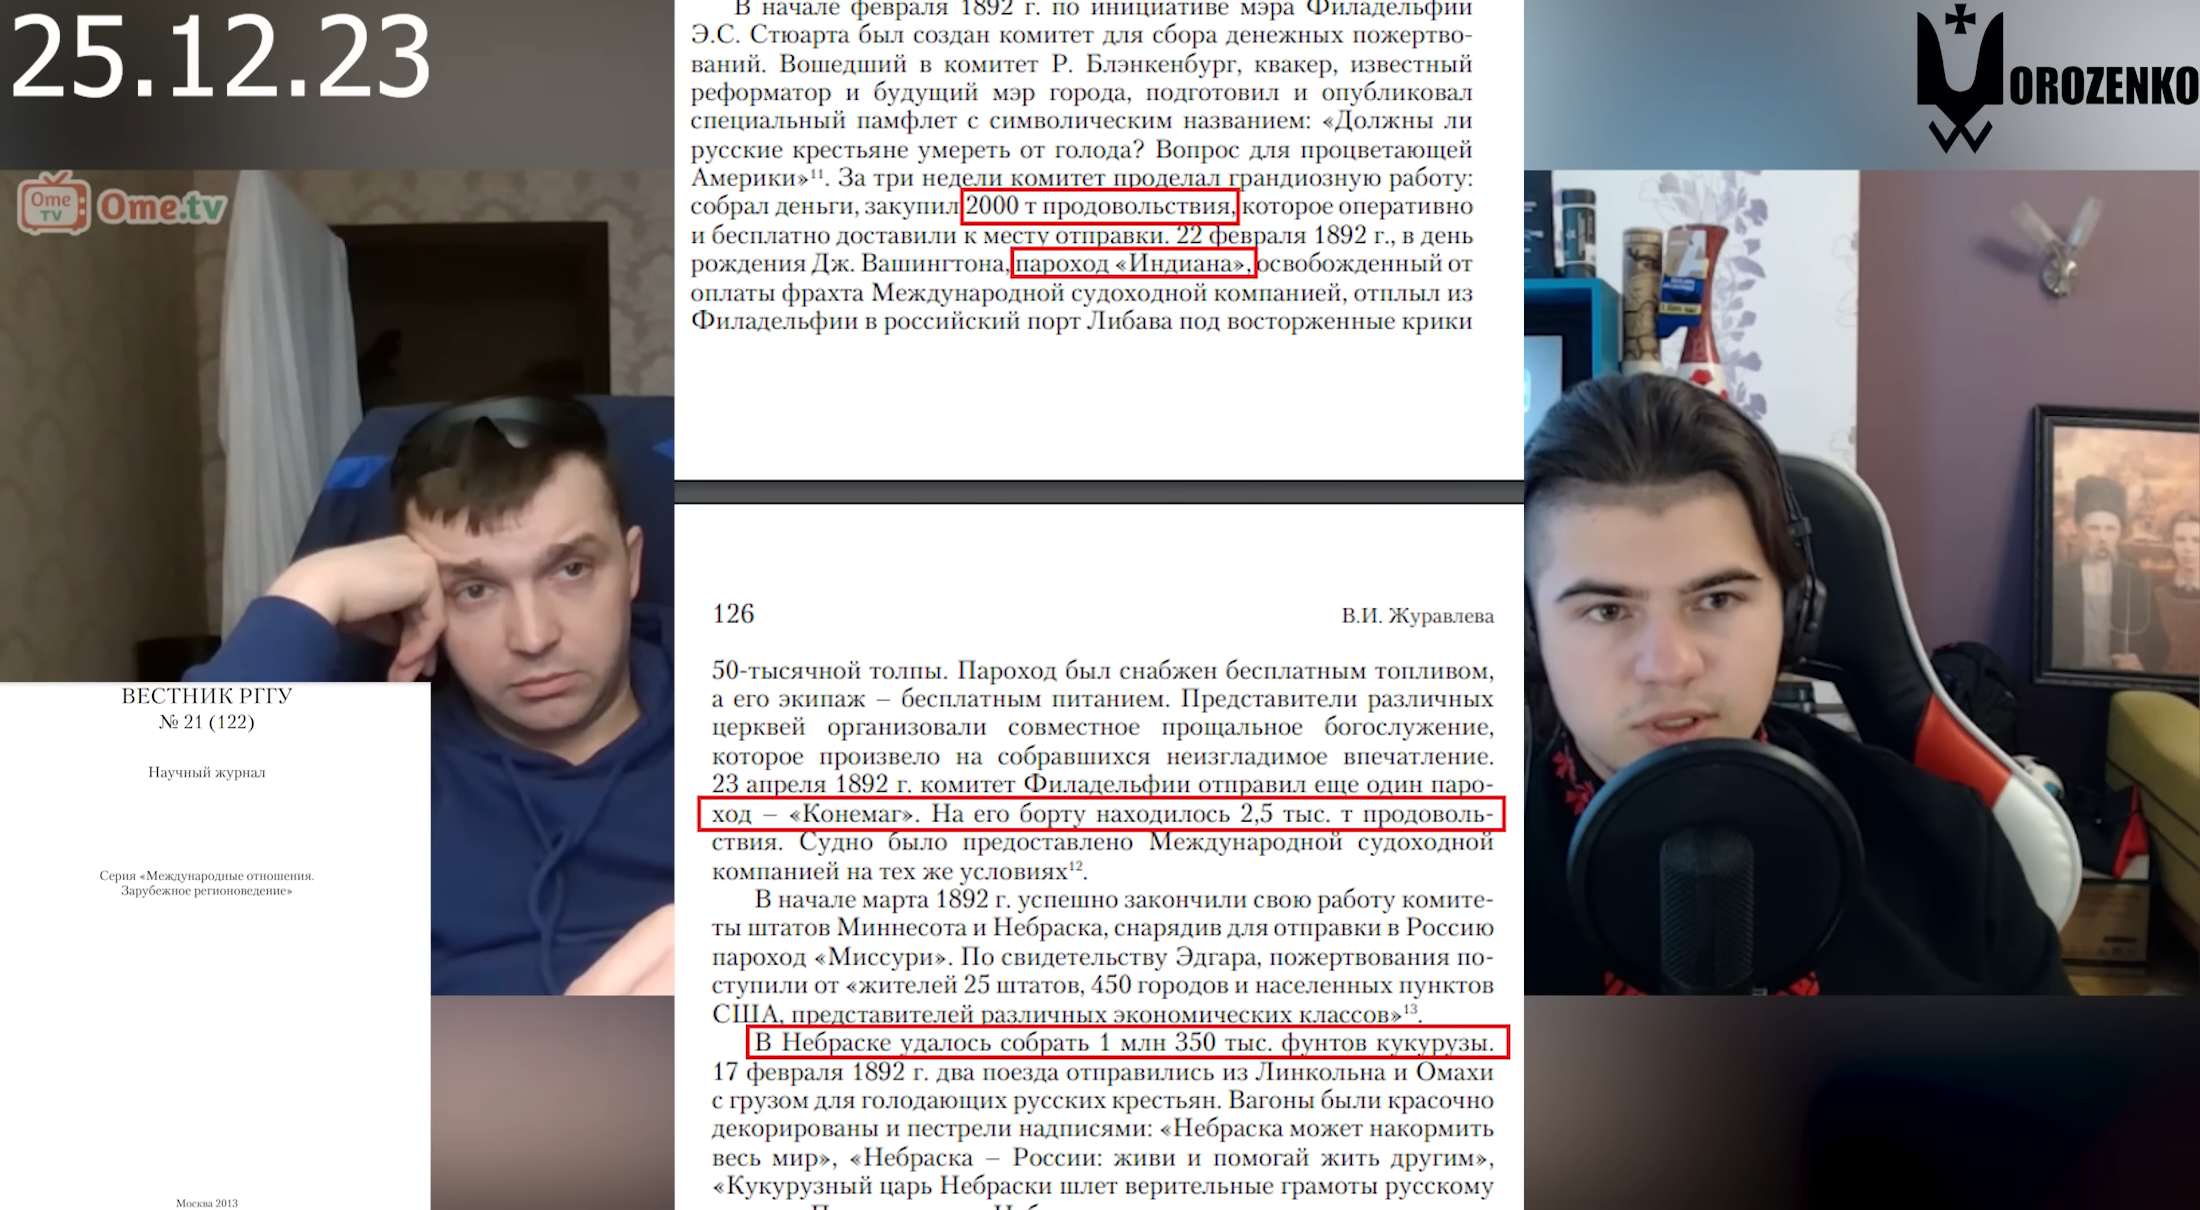 25.12.23
Ome TV Ome.tv
OROZENKO
В начале февраля 1892 г. по инициативе мэра Филадельфии
Э.С. Стюарта был создан комитет для сбора денежных пожертво-
ваний. Вошедший в комитет Р. Блэнкенбург, квакер, известный
реформатор и будущий мэр города, подготовил и опубликовал
специальный памфлет с символическим названием: «Должны ли
русские крестьяне умереть от голода? Вопрос для процветающей
Америки»¹¹. За три недели комитет проделал грандиозную работу:
собрал деньги, закупил 2000 т продовольствия, которое оперативно
и бесплатно доставили к месту отправки. 22 февраля 1892 г., в день
рождения Дж. Вашингтона, пароход «Индиана», освобожденный от
оплаты фрахта Международной судоходной компанией, отплыл из
Филадельфии в российский порт Либава под восторженные крики
126
В.И. Журавлева
50-тысячной толпы. Пароход был снабжен бесплатным топливом,
а его экипаж – бесплатным питанием. Представители различных
церквей организовали совместное прощальное богослужение,
которое произвело на собравшихся неизгладимое впечатление.
23 апреля 1892 г. комитет Филадельфии отправил еще один паро-
ход – «Конемаг». На его борту находилось 2,5 тыс. т продоволь-
ствия. Судно было предоставлено Международной судоходной
компанией на тех же условиях¹².
В начале марта 1892 г. успешно закончили свою работу комите-
ты штатов Миннесота и Небраска, снарядив для отправки в Россию
пароход «Миссури». По свидетельству Эдгара, пожертвования по-
ступили от «жителей 25 штатов, 450 городов и населенных пунктов
США, представителей различных экономических классов»¹³.
В Небраске удалось собрать 1 млн 350 тыс. фунтов кукурузы.
17 февраля 1892 г. два поезда отправились из Линкольна и Омахи
с грузом для голодающих русских крестьян. Вагоны были красочно
декорированы и пестрели надписями: «Небраска может накормить
весь мир», «Небраска – России: живи и помогай жить другим»,
«Кукурузный царь Небраски шлет верительные грамоты русскому
ВЕСТНИК РГГУ
№ 21 (122)
Научный журнал
Серия «Международные отношения.
Зарубежное регионоведение»
Москва 2013